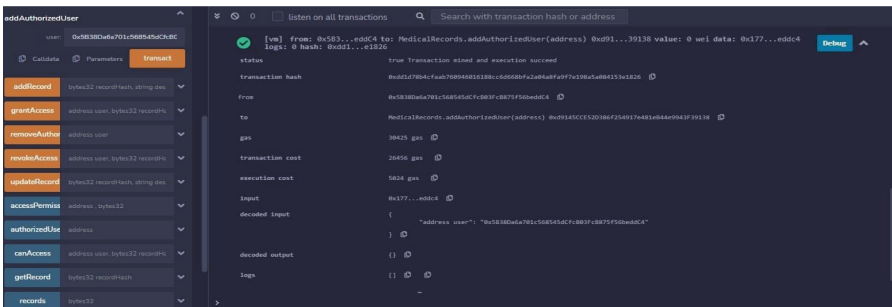 addAuthorizedUser
user: 0x5B38Da6a701c568545dCfcB0
Calldata Parameters transact
addRecord bytes32 recordHash, string des
grantAccess address user, bytes32 recordHa
removeAuthor address user
revokeAccess address user, bytes32 recordHa
updateRecord bytes32 recordHash, string des
accessPermiss address , bytes32
authorizedUse address
canAccess address user, bytes32 recordHa
getRecord bytes32 recordHash
records bytes32
0 listen on all transactions Search with transaction hash or address
[vm] from: 0x5B3...eddC4 to: MedicalRecords.addAuthorizedUser(address) 0xd91...39138 value: 0 wei data: 0x177...eddc4
logs: 0 hash: 0xdd1...e1826
Debug
status true Transaction mined and execution succeed
transaction hash
from 0x5B38Da6a701c568545dCfcB03FcB875f56beddC4
to MedicalRecords.addAuthorizedUser(address) 0xd9145CCE52D386f254917e481eB44e9943F39138
gas 30425 gas
transaction cost 26456 gas
execution cost 5024 gas
input 0x177...eddc4
decoded input {
"address user": "0x5B38Da6a701c568545dCfcB03FcB875f56beddC4"
}
decoded output {}
logs []
>